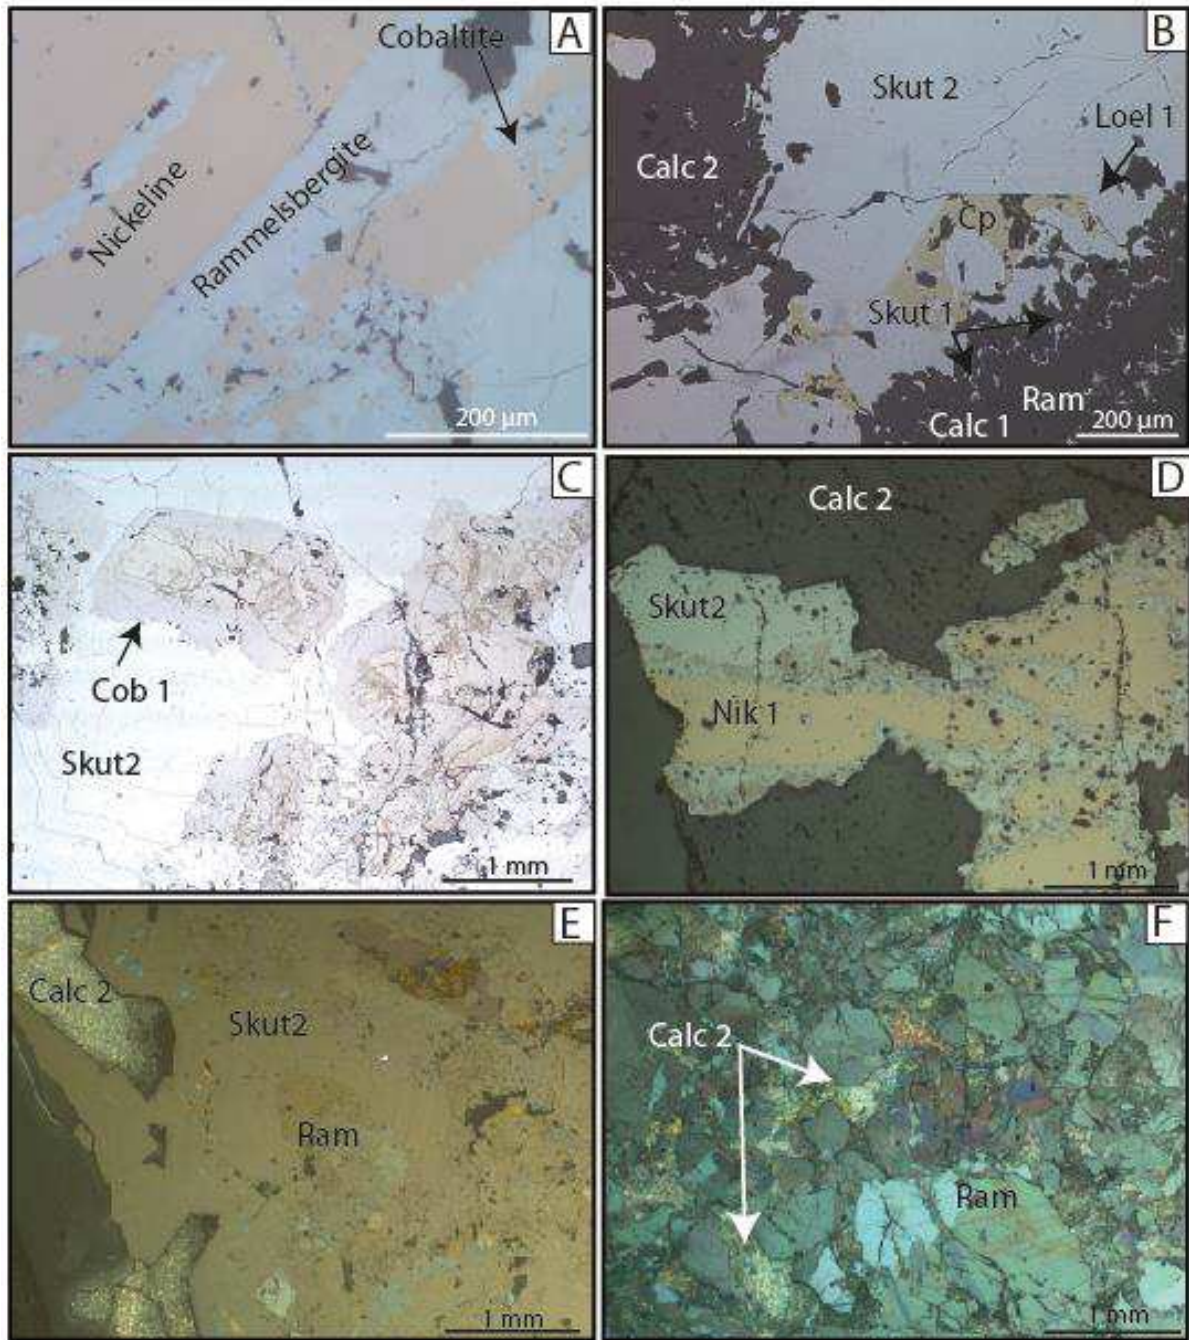 A
Cobaltite
Nickeline
Rammelsbergite
200 µm
B
Skut 2
Loel 1
Calc 2
Cp
Skut 1
Ram
Calc 1
200 µm
C
Cob 1
Skut2
1 mm
D
Calc 2
Skut2
Nik 1
1 mm
E
Calc 2
Skut2
Ram
1 mm
F
Calc 2
Ram
1 mm